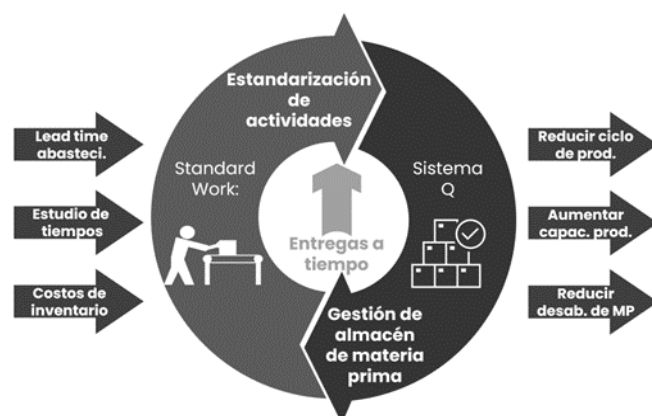 Estandarización
de
actividades
Lead time
abasteci.
Estudio de
tiempos
Costos de
inventario
Standard
Work:
Entregas a
tiempo
Sistema
Q
Gestión de
almacén
de materia
prima
Reducir ciclo
de prod.
Aumentar
capac. prod.
Reducir
desab. de MP